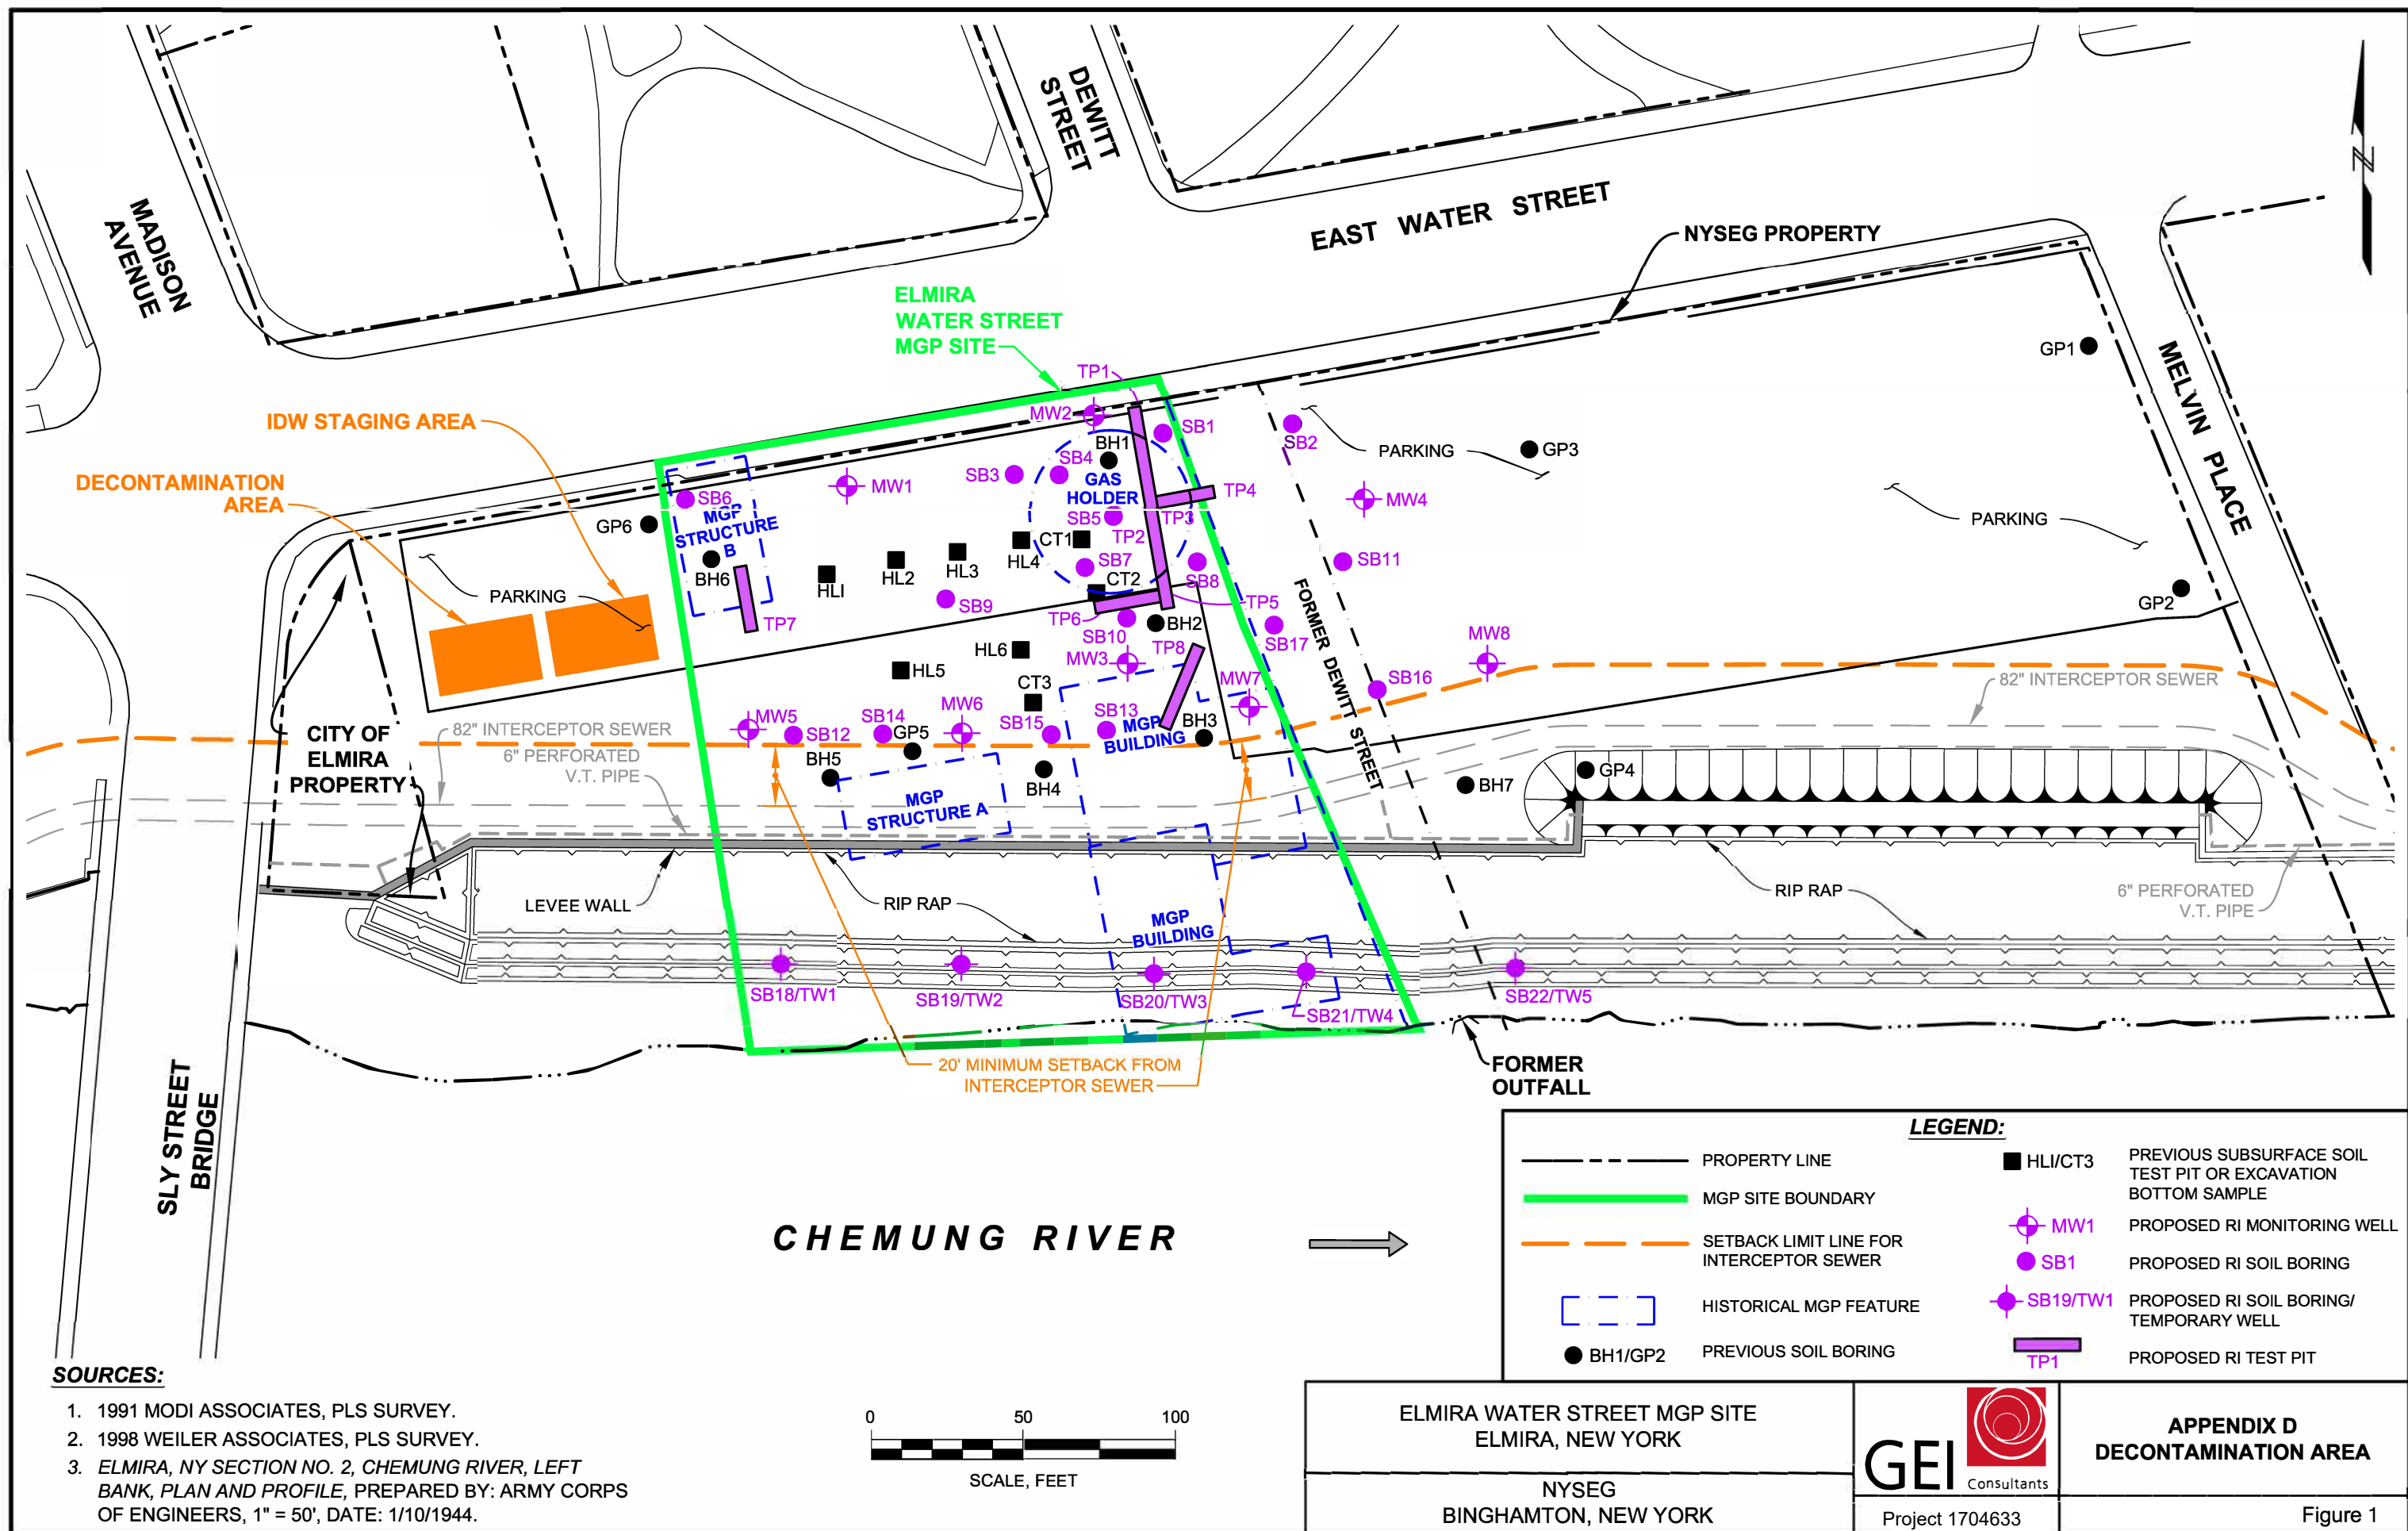 MADISON
AVENUE
DEWITT
STREET
EAST WATER STREET
NYSEG PROPERTY
MELVIN PLACE
N
ELMIRA
WATER STREET
MGP SITE
IDW STAGING AREA
DECONTAMINATION
AREA
TP1
MW2
SB1
BH1
SB2
PARKING
GP3
GP1
SB3
SB4
GAS
HOLDER
MW1
TP4
MW4
SB6
MGP
STRUCTURE
B
GP6
BH6
SB5
TP3
TP2
CT1
HL4
HL3
HL2
HLI
SB7
SB8
CT2
SB11
PARKING
GP2
PARKING
TP7
SB9
TP6
TP5
SB10
BH2
SB17
FORMER DEWITT STREET
HL6
MW3
TP8
MW8
HL5
CT3
MW7
SB16
82" INTERCEPTOR SEWER
CITY OF
ELMIRA
PROPERTY
82" INTERCEPTOR SEWER
6" PERFORATED
V.T. PIPE
MW5
SB12
SB14
GP5
MW6
SB15
SB13
MGP
BUILDING
BH3
BH5
BH4
BH7
GP4
MGP
STRUCTURE A
LEVEE WALL
RIP RAP
MGP
BUILDING
RIP RAP
6" PERFORATED
V.T. PIPE
SB18/TW1
SB19/TW2
SB20/TW3
SB21/TW4
SB22/TW5
20' MINIMUM SETBACK FROM
INTERCEPTOR SEWER
FORMER
OUTFALL
SLY STREET
BRIDGE
CHEMUNG RIVER
LEGEND:
PROPERTY LINE
MGP SITE BOUNDARY
SETBACK LIMIT LINE FOR
INTERCEPTOR SEWER
HISTORICAL MGP FEATURE
BH1/GP2 PREVIOUS SOIL BORING
HLI/CT3 PREVIOUS SUBSURFACE SOIL
TEST PIT OR EXCAVATION
BOTTOM SAMPLE
MW1 PROPOSED RI MONITORING WELL
SB1 PROPOSED RI SOIL BORING
SB19/TW1 PROPOSED RI SOIL BORING/
TEMPORARY WELL
TP1 PROPOSED RI TEST PIT
SOURCES:
1. 1991 MODI ASSOCIATES, PLS SURVEY.
2. 1998 WEILER ASSOCIATES, PLS SURVEY.
3. ELMIRA, NY SECTION NO. 2, CHEMUNG RIVER, LEFT
BANK, PLAN AND PROFILE, PREPARED BY: ARMY CORPS
OF ENGINEERS, 1" = 50', DATE: 1/10/1944.
0 50 100
SCALE, FEET
ELMIRA WATER STREET MGP SITE
ELMIRA, NEW YORK
NYSEG
BINGHAMTON, NEW YORK
GEI
Consultants
Project 1704633
APPENDIX D
DECONTAMINATION AREA
Figure 1